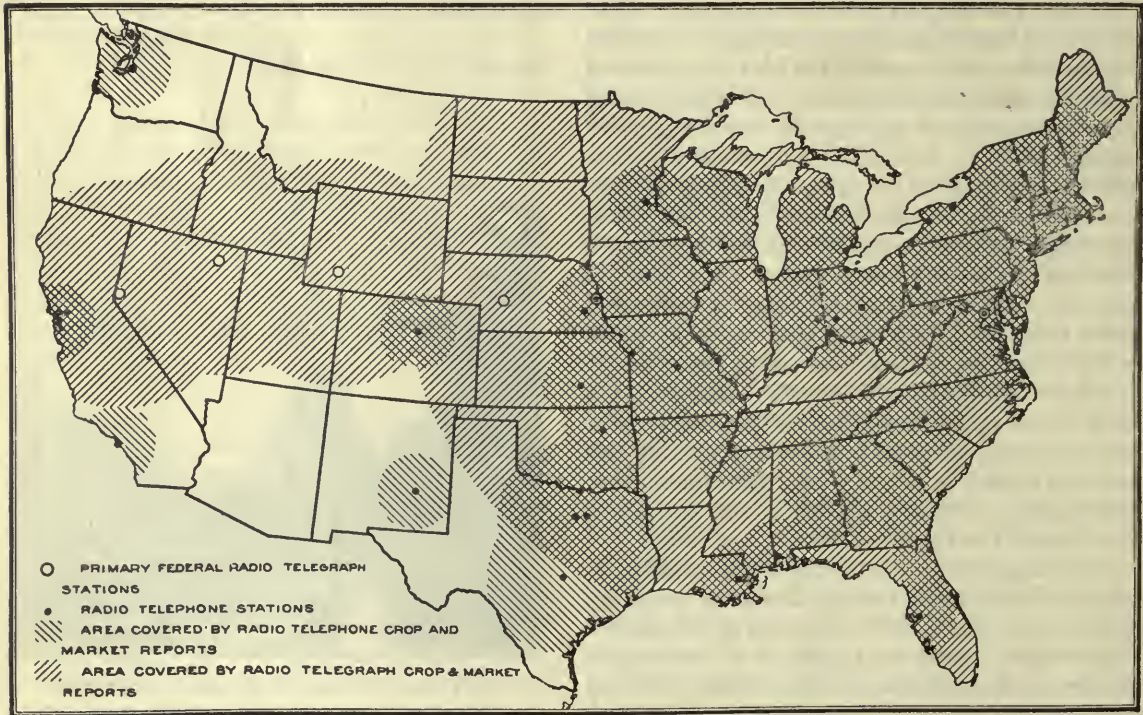 PRIMARY FEDERAL RADIO TELEGRAPH
STATIONS
RADIO TELEPHONE STATIONS
AREA COVERED BY RADIO TELEPHONE CROP AND
MARKET REPORTS
AREA COVERED BY RADIO TELEGRAPH CROP & MARKET
REPORTS